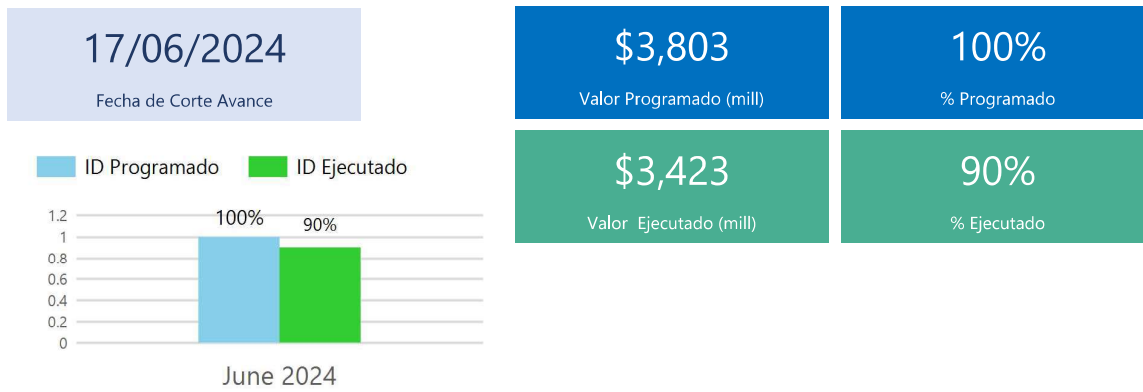 17/06/2024
Fecha de Corte Avance
$3,803
Valor Programado (mill)
100%
% Programado
$3,423
Valor Ejecutado (mill)
90%
% Ejecutado
ID Programado
ID Ejecutado
1.2
1
0.8
0.6
0.4
0.2
0
100%
90%
June 2024